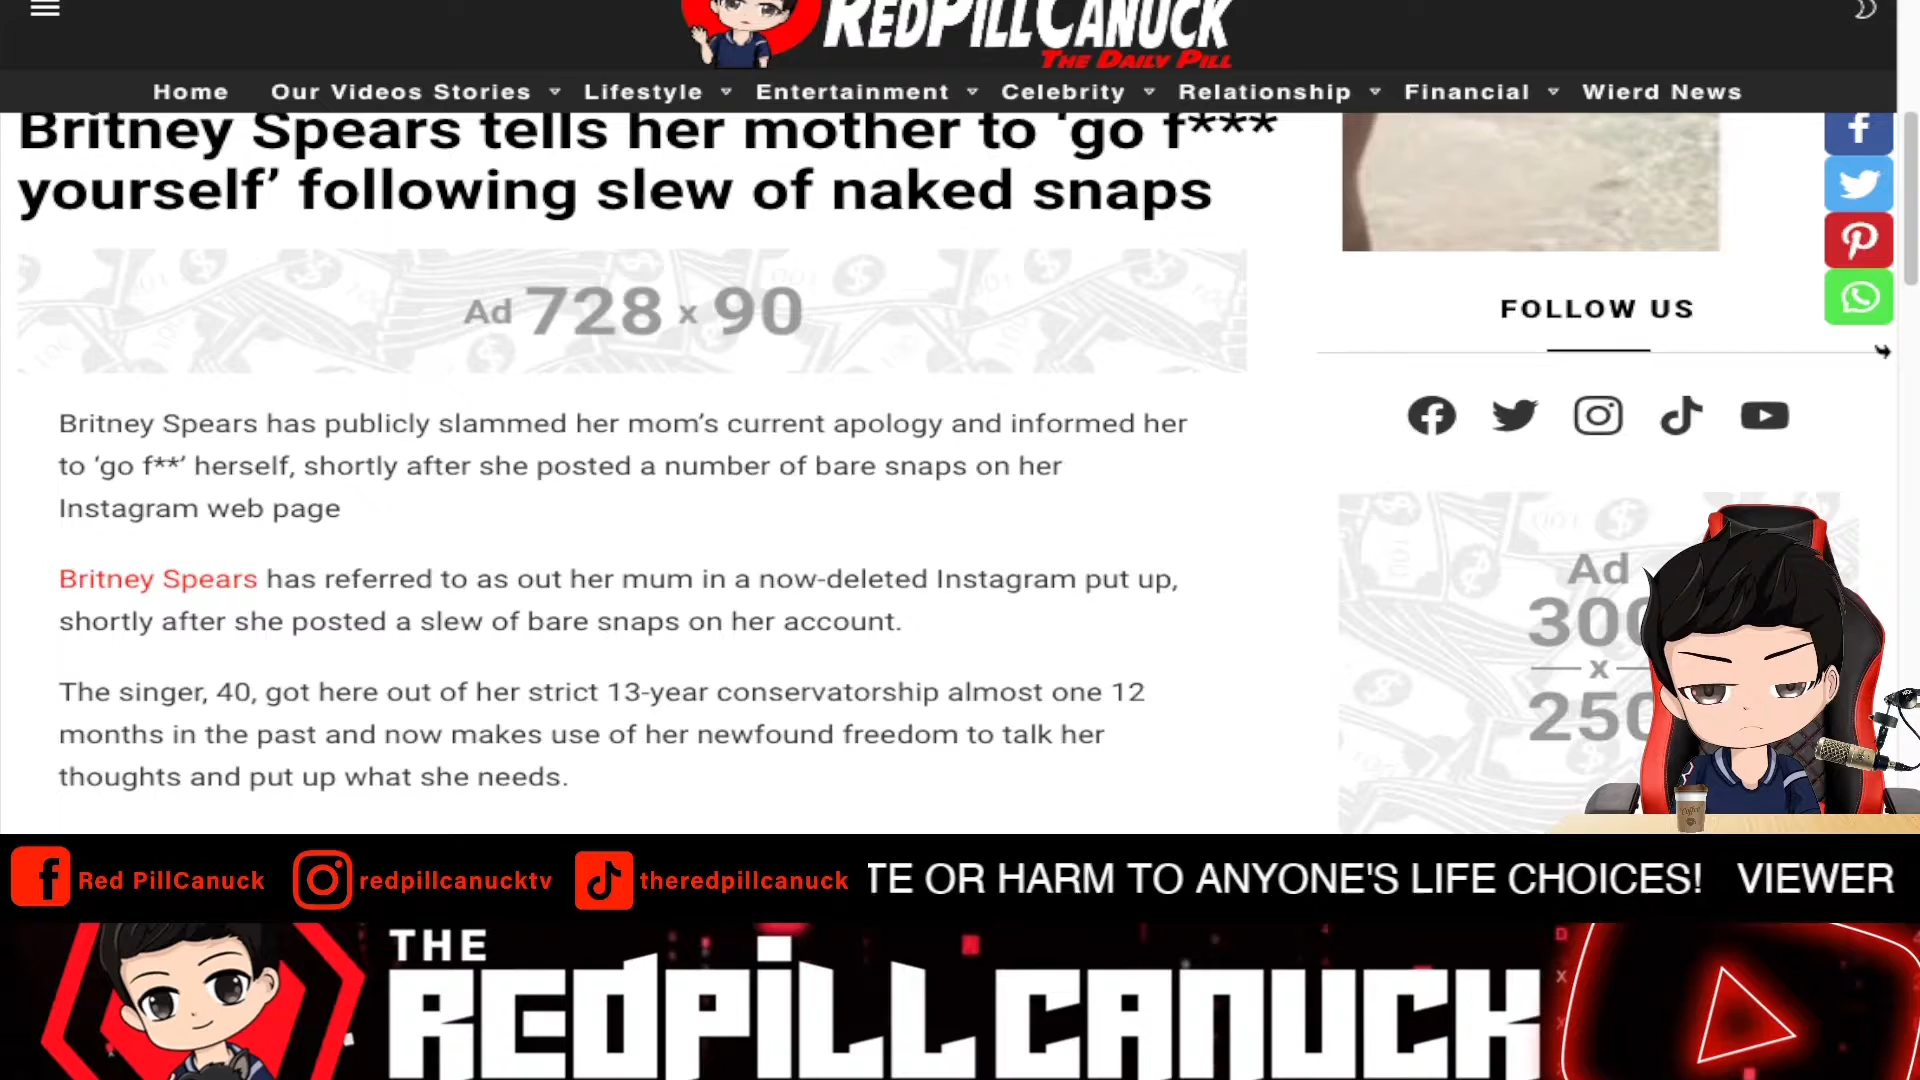 REDPILLCANUCK
THE DAILY PILL
Home Our Videos Stories Lifestyle Entertainment Celebrity Relationship Financial Wierd News
Britney Spears tells her mother to ‘go f***
yourself’ following slew of naked snaps
Ad 728 x 90
Britney Spears has publicly slammed her mom’s current apology and informed her
to ‘go f**’ herself, shortly after she posted a number of bare snaps on her
Instagram web page
Britney Spears has referred to as out her mum in a now-deleted Instagram put up,
shortly after she posted a slew of bare snaps on her account.
The singer, 40, got here out of her strict 13-year conservatorship almost one 12
months in the past and now makes use of her newfound freedom to talk her
thoughts and put up what she needs.
FOLLOW US
Ad
300
x
250
Coffee
Red PillCanuck redpillcanucktv theredpillcanuck TE OR HARM TO ANYONE'S LIFE CHOICES! VIEWER
THE
REDPILLCANUCK